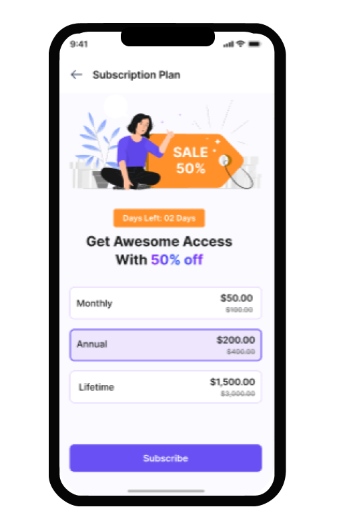 9:41
Subscription Plan
SALE
50%
Days Left: 02 Days
Get Awesome Access
With 50% off
Monthly
$50.00
$100.00
Annual
$200.00
$400.00
Lifetime
$1,500.00
$3,000.00
Subscribe